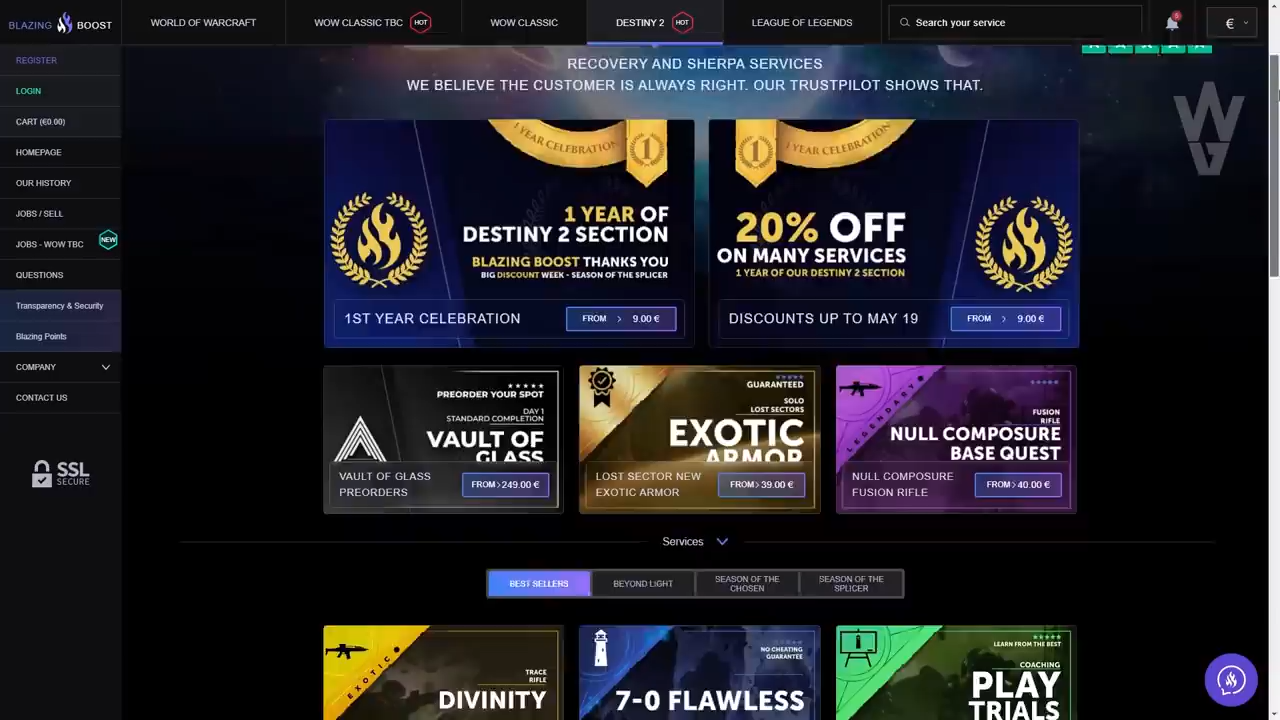 BLAZING BOOST
WORLD OF WARCRAFT
WOW CLASSIC TBC
HOT
WOW CLASSIC
DESTINY 2
HOT
LEAGUE OF LEGENDS
Search your service
€
REGISTER
LOGIN
CART (€0.00)
HOMEPAGE
OUR HISTORY
JOBS / SELL
JOBS - WOW TBC
NEW
QUESTIONS
Transparency & Security
Blazing Points
COMPANY
CONTACT US
SSL
SECURE
RECOVERY AND SHERPA SERVICES
WE BELIEVE THE CUSTOMER IS ALWAYS RIGHT. OUR TRUSTPILOT SHOWS THAT.
1 YEAR CELEBRATION
1
1 YEAR OF
DESTINY 2 SECTION
BLAZING BOOST THANKS YOU
BIG DISCOUNT WEEK - SEASON OF THE SPLICER
1ST YEAR CELEBRATION
FROM > 9.00 €
1 YEAR CELEBRATION
1
20% OFF
ON MANY SERVICES
1 YEAR OF OUR DESTINY 2 SECTION
DISCOUNTS UP TO MAY 19
FROM > 9.00 €
PREORDER YOUR SPOT
DAY 1
STANDARD COMPLETION
VAULT OF
GLASS
VAULT OF GLASS
PREORDERS
FROM > 249.00 €
GUARANTEED
SOLO
LOST SECTORS
EXOTIC
ARMOR
LOST SECTOR NEW
EXOTIC ARMOR
FROM > 39.00 €
LEGENDARY
FUSION
RIFLE
NULL COMPOSURE
BASE QUEST
NULL COMPOSURE
FUSION RIFLE
FROM > 40.00 €
Services
BEST SELLERS
BEYOND LIGHT
SEASON OF THE
CHOSEN
SEASON OF THE
SPLICER
EXOTIC
TRACE
RIFLE
DIVINITY
NO CHEATING
GUARANTEE
7-0 FLAWLESS
LEARN FROM THE BEST
COACHING
PLAY
TRIALS